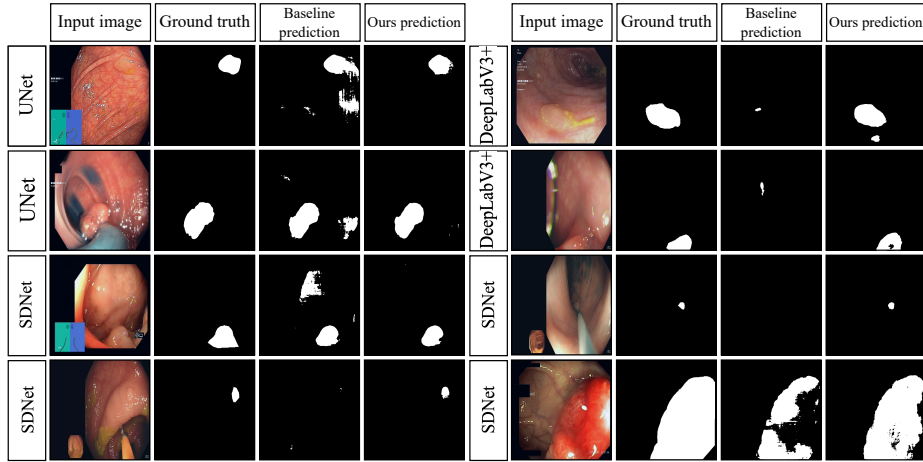 Input image
Ground truth
Baseline
prediction
Ours prediction
Input image
Ground truth
Baseline
prediction
Ours prediction
UNet
DeepLabV3+
UNet
DeepLabV3+
SDNet
SDNet
SDNet
SDNet